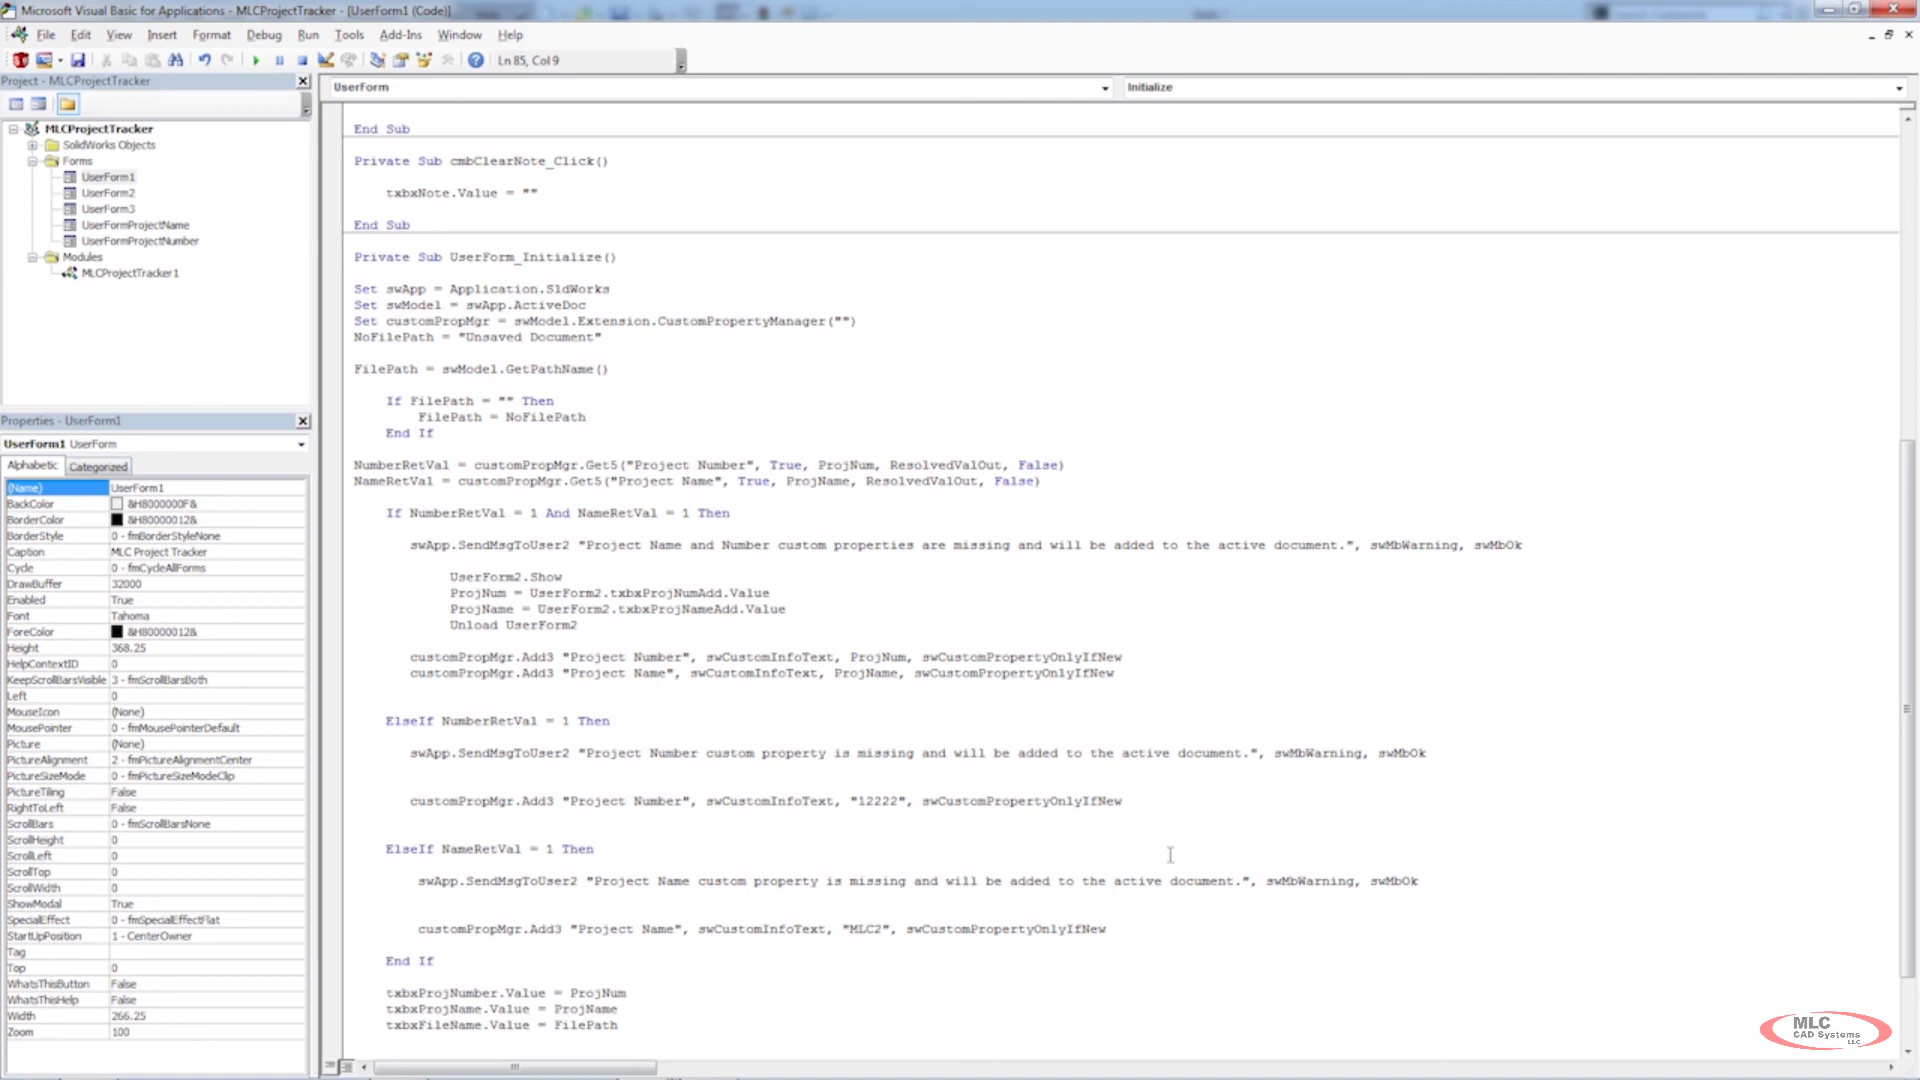 Microsoft Visual Basic for Applications - MLCProjectTracker - [UserForm1 (Code)]
File Edit View Insert Format Debug Run Tools Add-Ins Window Help
Ln 85, Col 9
Project - MLCProjectTracker
MLCProjectTracker
SolidWorks Objects
Forms
UserForm1
UserForm2
UserForm3
UserFormProjectName
UserFormProjectNumber
Modules
MLCProjectTracker1
Properties - UserForm1
UserForm1 UserForm
Alphabetic Categorized
(Name) UserForm1
BackColor &H8000000F&
BorderColor &H80000012&
BorderStyle 0 - fmBorderStyleNone
Caption MLC Project Tracker
Cycle 0 - fmCycleAllForms
DrawBuffer 32000
Enabled True
Font Tahoma
ForeColor &H80000012&
Height 368.25
HelpContextID 0
KeepScrollBarsVisible 3 - fmScrollBarsBoth
Left 0
MouseIcon (None)
MousePointer 0 - fmMousePointerDefault
Picture (None)
PictureAlignment 2 - fmPictureAlignmentCenter
PictureSizeMode 0 - fmPictureSizeModeClip
PictureTiling False
RightToLeft False
ScrollBars 0 - fmScrollBarsNone
ScrollHeight 0
ScrollLeft 0
ScrollTop 0
ScrollWidth 0
ShowModal True
SpecialEffect 0 - fmSpecialEffectFlat
StartUpPosition 1 - CenterOwner
Tag
Top 0
WhatsThisButton False
WhatsThisHelp False
Width 266.25
Zoom 100
UserForm Initialize
End Sub
Private Sub cmbClearNote_Click()
txbxNote.Value = ""
End Sub
Private Sub UserForm_Initialize()
Set swApp = Application.SldWorks
Set swModel = swApp.ActiveDoc
Set customPropMgr = swModel.Extension.CustomPropertyManager("")
NoFilePath = "Unsaved Document"
FilePath = swModel.GetPathName()
If FilePath = "" Then
FilePath = NoFilePath
End If
NumberRetVal = customPropMgr.Get5("Project Number", True, ProjNum, ResolvedValOut, False)
NameRetVal = customPropMgr.Get5("Project Name", True, ProjName, ResolvedValOut, False)
If NumberRetVal = 1 And NameRetVal = 1 Then
swApp.SendMsgToUser2 "Project Name and Number custom properties are missing and will be added to the active document.", swMbWarning, swMbOk
UserForm2.Show
ProjNum = UserForm2.txbxProjNumAdd.Value
ProjName = UserForm2.txbxProjNameAdd.Value
Unload UserForm2
customPropMgr.Add3 "Project Number", swCustomInfoText, ProjNum, swCustomPropertyOnlyIfNew
customPropMgr.Add3 "Project Name", swCustomInfoText, ProjName, swCustomPropertyOnlyIfNew
ElseIf NumberRetVal = 1 Then
swApp.SendMsgToUser2 "Project Number custom property is missing and will be added to the active document.", swMbWarning, swMbOk
customPropMgr.Add3 "Project Number", swCustomInfoText, "12222", swCustomPropertyOnlyIfNew
ElseIf NameRetVal = 1 Then
swApp.SendMsgToUser2 "Project Name custom property is missing and will be added to the active document.", swMbWarning, swMbOk
customPropMgr.Add3 "Project Name", swCustomInfoText, "MLC2", swCustomPropertyOnlyIfNew
End If
txbxProjNumber.Value = ProjNum
txbxProjName.Value = ProjName
txbxFileName.Value = FilePath
MLC
CAD Systems
LLC